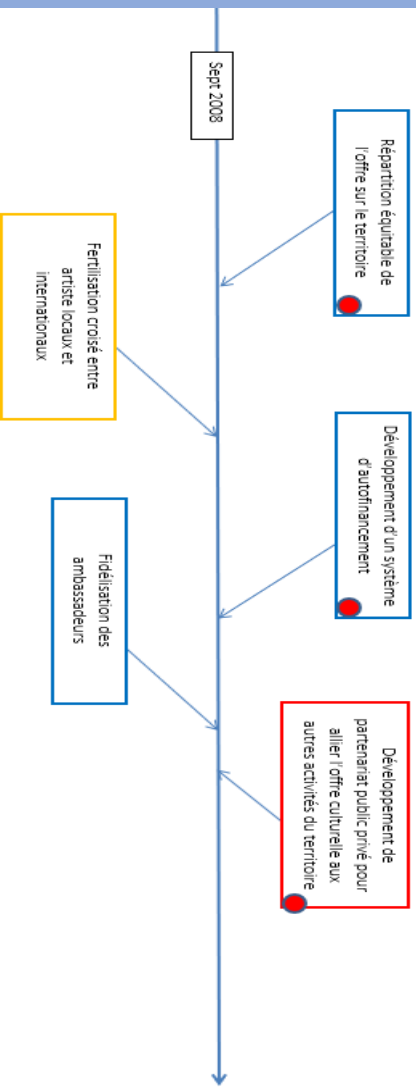 Sept 2008
Répartition équitable de
l'offre sur le territoire
Développement d'un système
d'autofinancement
Développement de
partenariat public privé pour
allier l'offre culturelle aux
autres activités du territoire
Fertilisation croisé entre
artiste locaux et
internationaux
Fidélisation des
ambassadeurs